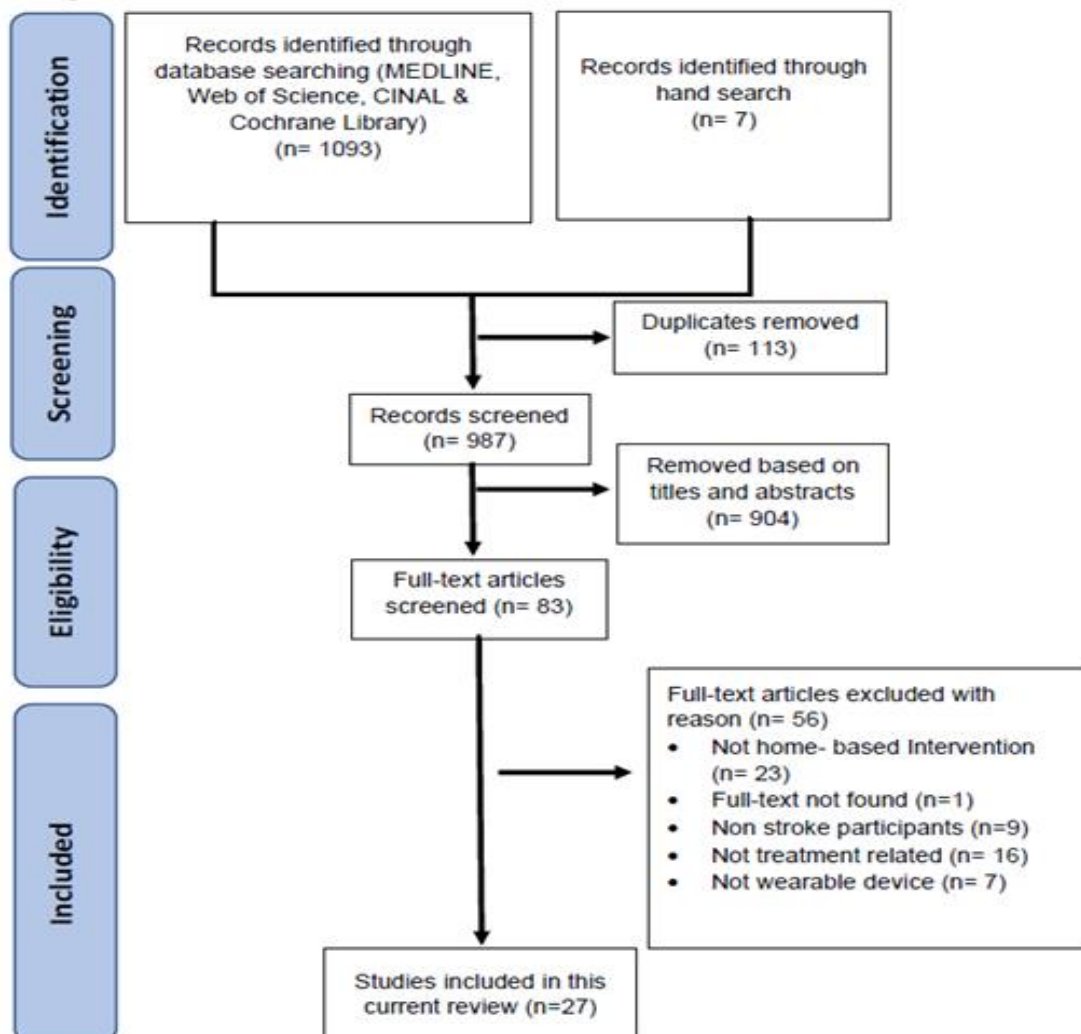 Identification
Records identified through
database searching (MEDLINE,
Web of Science, CINAL &
Cochrane Library)
(n= 1093)
Records identified through
hand search
(n= 7)
Screening
Duplicates removed
(n= 113)
Records screened
(n= 987)
Removed based on
titles and abstracts
(n= 904)
Eligibility
Full-text articles
screened (n= 83)
Full-text articles excluded with
reason (n= 56)
• Not home- based Intervention
(n= 23)
• Full-text not found (n=1)
• Non stroke participants (n=9)
• Not treatment related (n= 16)
• Not wearable device (n= 7)
Included
Studies included in this
current review (n=27)